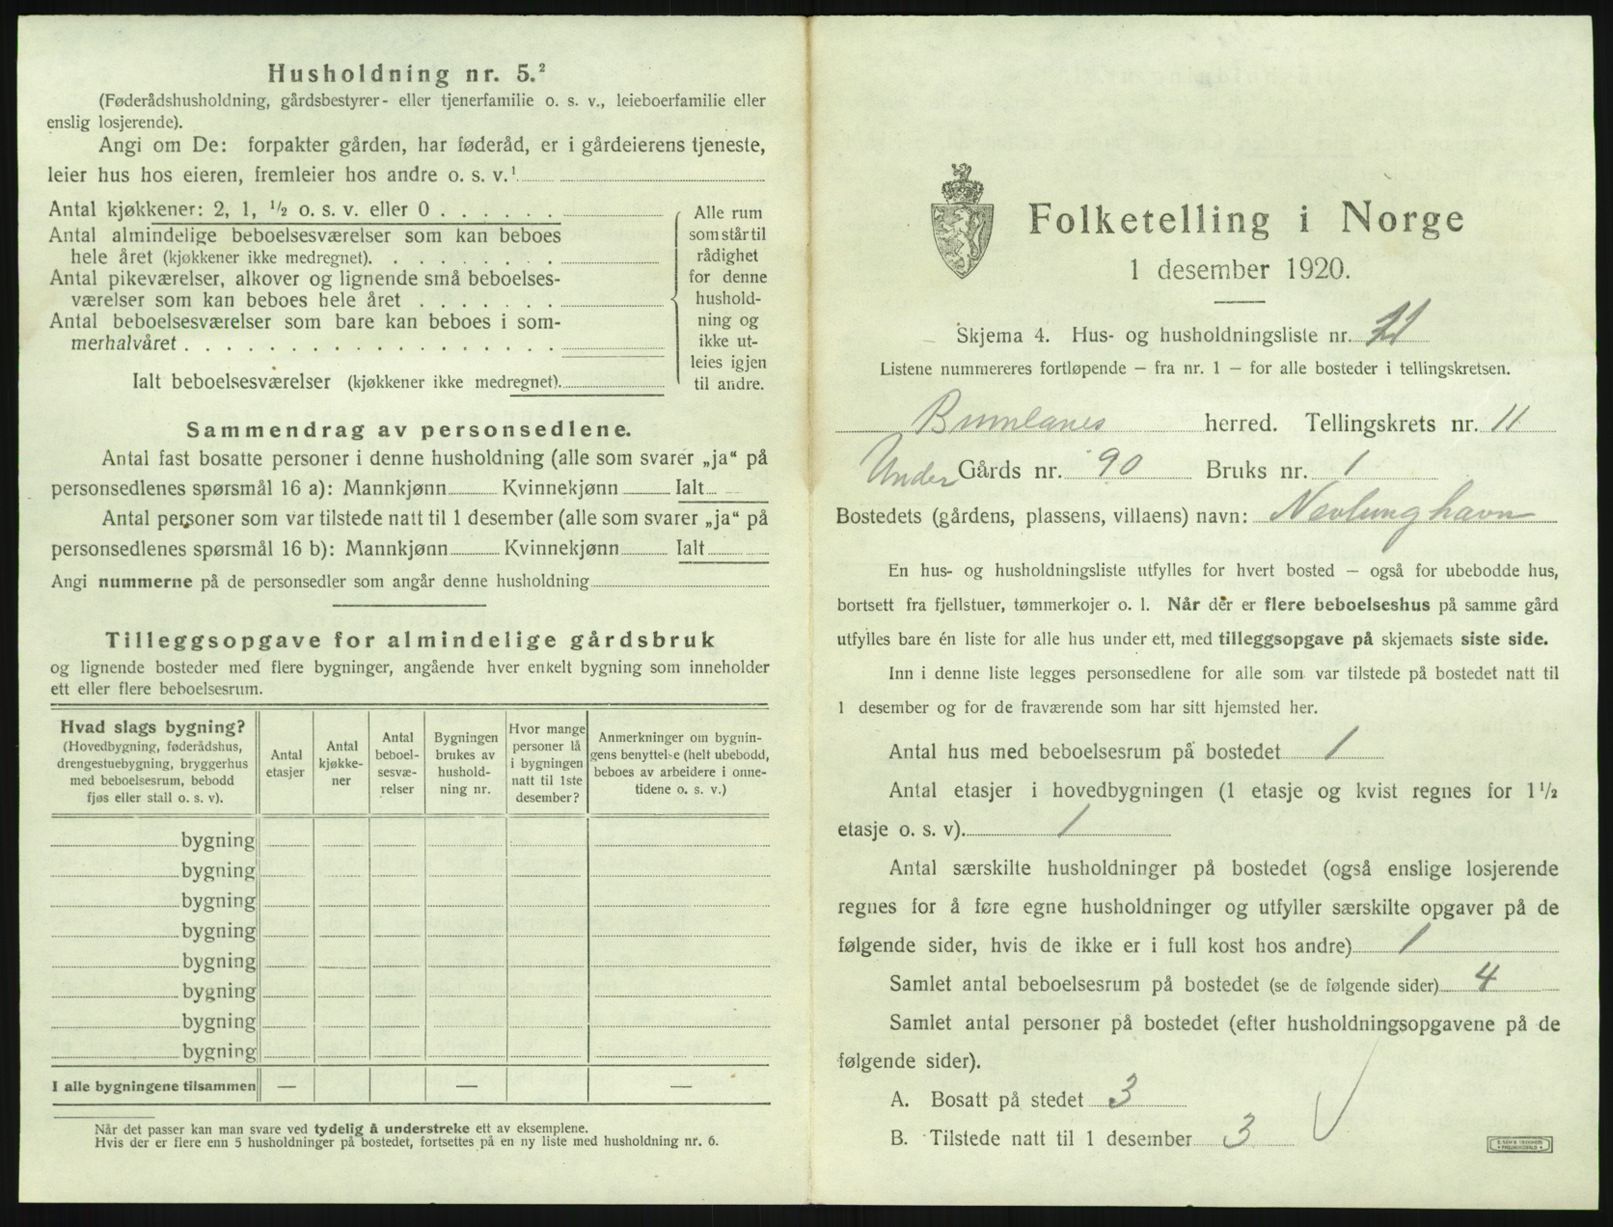 Husholdning nr. 5.²
(Føderådshusholdning, gårdsbestyrer- eller tjenerfamilie o. s. v., leieboerfamilie eller
enslig losjerende).
Angi om De: forpakter gården, har føderåd, er i gårdeierens tjeneste,
leier hus hos eieren, fremleier hos andre o. s. v.¹
Antal kjøkkener: 2, 1, ½ o. s. v. eller 0
Antal almindelige beboelsesværelser som kan beboes
hele året (kjøkkener ikke medregnet).
Antal pikeværelser, alkover og lignende små beboelses-
værelser som kan beboes hele året
Antal beboelsesværelser som bare kan beboes i som-
merhalvåret
Ialt beboelsesværelser (kjøkkener ikke medregnet).
Alle rum
som står til
rådighet
for denne
hushold-
ning og
ikke ut-
leies igjen
til andre.
Sammendrag av personsedlene.
Antal fast bosatte personer i denne husholdning (alle som svarer „ja“ på
personsedlenes spørsmål 16 a): Mannkjønn Kvinnekjønn Ialt
Antal personer som var tilstede natt til 1 desember (alle som svarer „ja“ på
personsedlenes spørsmål 16 b): Mannkjønn Kvinnekjønn Ialt
Angi nummerne på de personsedler som angår denne husholdning
Tilleggsopgave for almindelige gårdsbruk
og lignende bosteder med flere bygninger, angående hver enkelt bygning som inneholder
ett eller flere beboelsesrum.
Hvad slags bygning?
(Hovedbygning, føderådshus,
drengestuebygning, bryggerhus
med beboelsesrum, bebodd
fjøs eller stall o. s. v).
Antal
etasjer
Antal
kjøkke-
ner
Antal
beboel-
sesvæ-
relser
Bygningen
brukes av
hushold-
ning nr.
Hvor mange
personer lå
i bygningen
natt til 1ste
desember?
Anmerkninger om bygnin-
gens benyttelse (helt ubebodd,
beboes av arbeidere i onne-
tidene o. s. v.)
bygning
bygning
bygning
bygning
bygning
bygning
bygning
bygning
I alle bygningene tilsammen — — —
Når det passer kan man svare ved tydelig å understreke ett av eksemplene.
Hvis der er flere enn 5 husholdninger på bostedet, fortsettes på en ny liste med husholdning nr. 6.
Folketelling i Norge
1 desember 1920.
Skjema 4. Hus- og husholdningsliste nr.
Listene nummereres fortløpende – fra nr. 1 – for alle bosteder i tellingskretsen.
Brunlanes herred. Tellingskrets nr. 11
Under Gårds nr. 90 Bruks nr. 1
Bostedets (gårdens, plassens, villaens) navn: Nevlunghavn
En hus- og husholdningsliste utfylles for hvert bosted – også for ubebodde hus,
bortsett fra fjellstuer, tømmerkojer o. l. Når der er flere beboelseshus på samme gård
utfylles bare én liste for alle hus under ett, med tilleggsopgave på skjemaets siste side.
Inn i denne liste legges personsedlene for alle som var tilstede på bostedet natt til
1 desember og for de fraværende som har sitt hjemsted her.
Antal hus med beboelsesrum på bostedet 1
Antal etasjer i hovedbygningen (1 etasje og kvist regnes for 1½
etasje o. s. v). 1
Antal særskilte husholdninger på bostedet (også enslige losjerende
regnes for å føre egne husholdninger og utfyller særskilte opgaver på de
følgende sider, hvis de ikke er i full kost hos andre) 1
Samlet antal beboelsesrum på bostedet (se de følgende sider) 4
Samlet antal personer på bostedet (efter husholdningsopgavene på de
følgende sider).
A. Bosatt på stedet 3
B. Tilstede natt til 1 desember 3